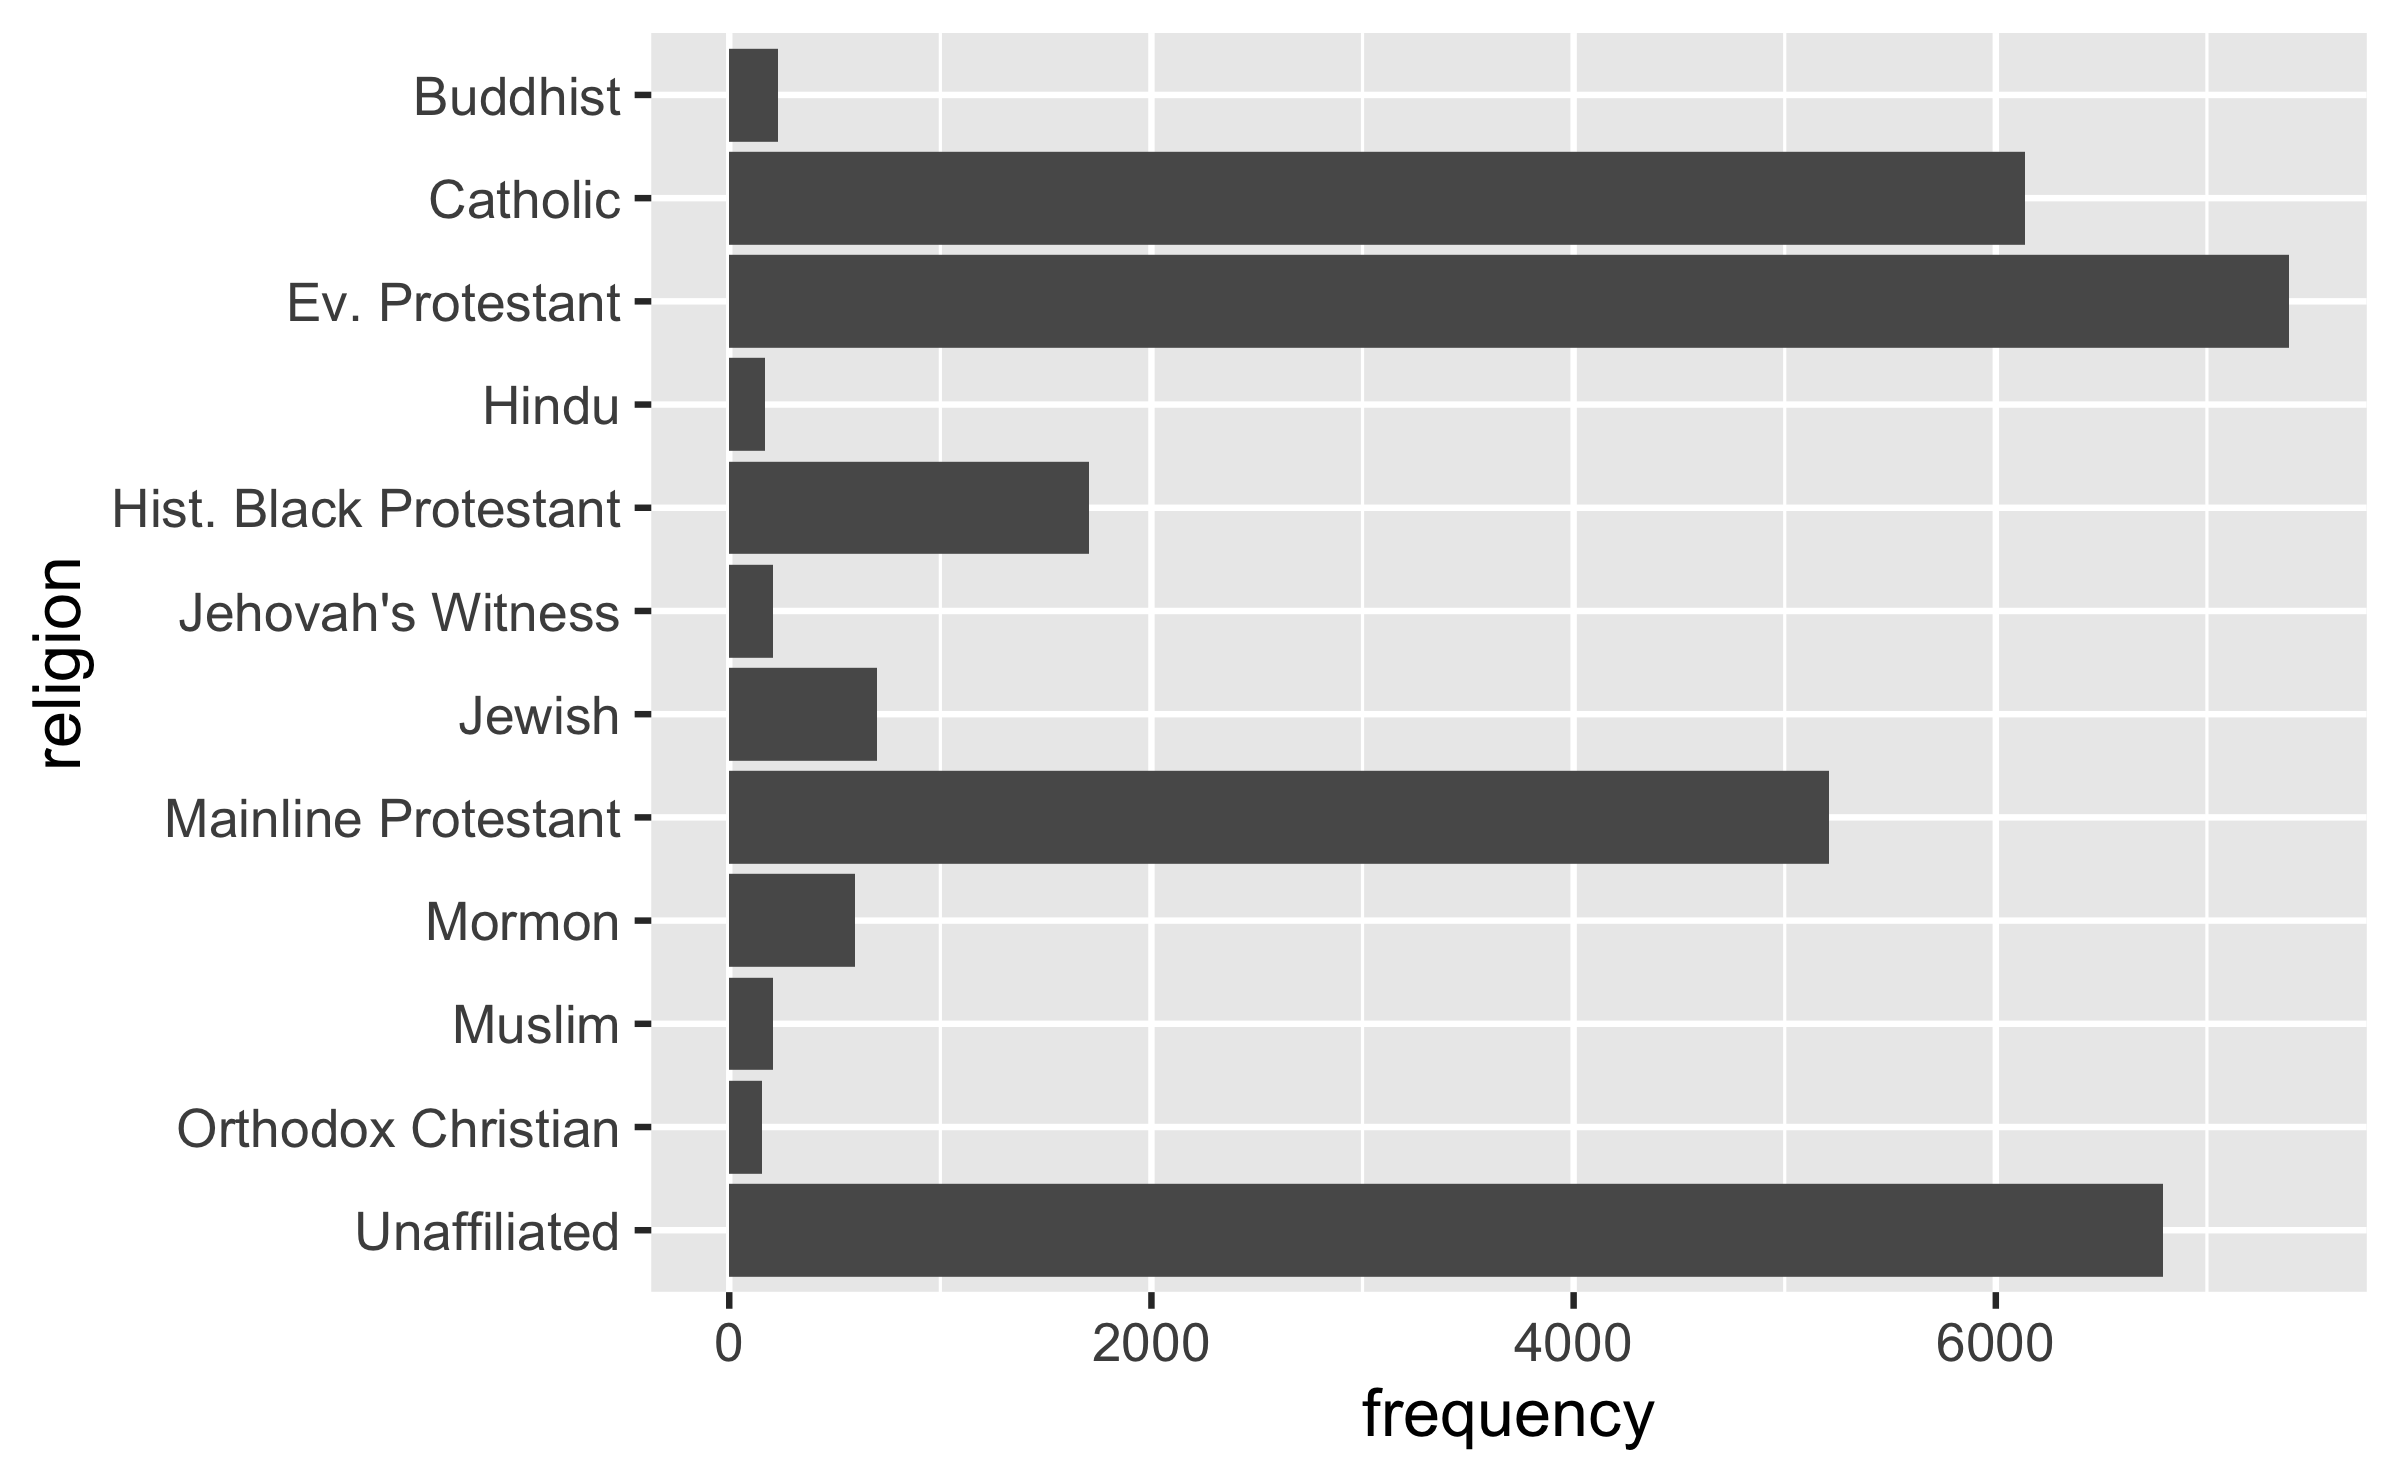 Buddhist
Catholic
Ev. Protestant
Hindu
Hist. Black Protestant
Jehovah's Witness
Jewish
Mainline Protestant
Mormon
Muslim
Orthodox Christian
Unaffiliated
religion
0 2000 4000 6000
frequency